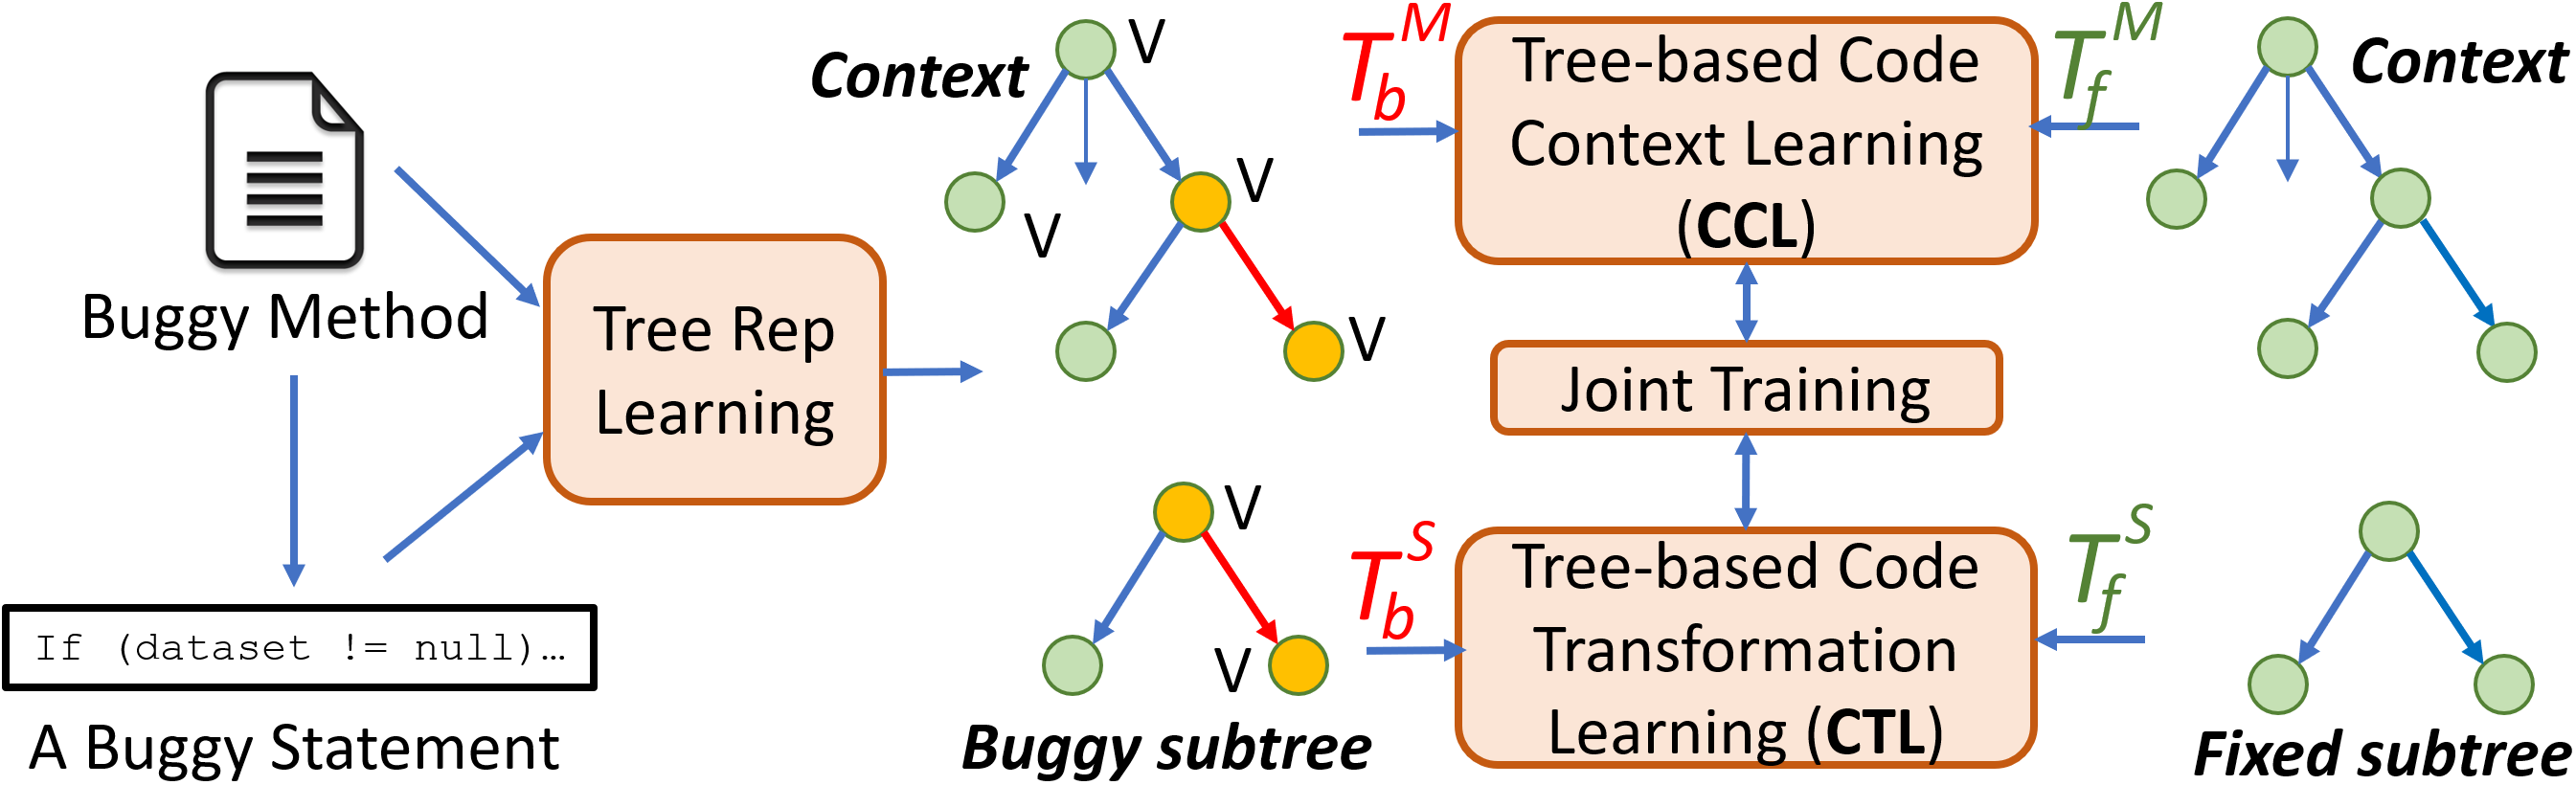 Buggy Method
If (dataset != null)…
A Buggy Statement
Tree Rep
Learning
Context
V
V
V
V
V
V
Buggy subtree
T_b^M
T_b^S
Tree-based Code
Context Learning
(CCL)
Joint Training
Tree-based Code
Transformation
Learning (CTL)
T_f^M
T_f^S
Context
Fixed subtree